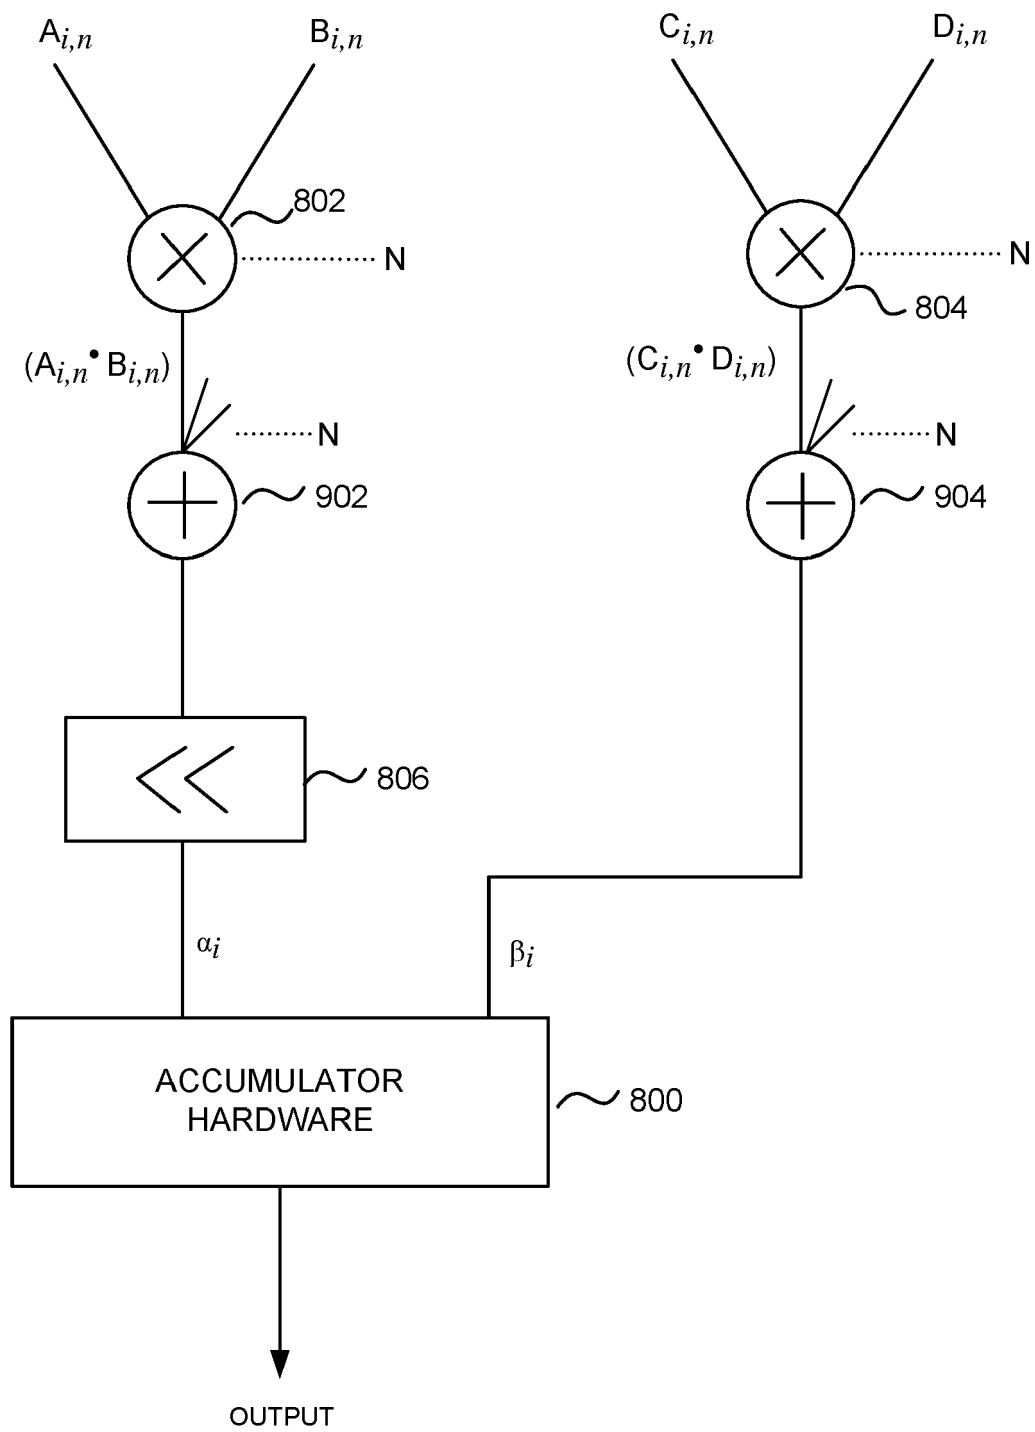 A_{i,n} B_{i,n} C_{i,n} D_{i,n}
802
N N
804
(A_{i,n} • B_{i,n}) (C_{i,n} • D_{i,n})
N N
902 904
<<
806
α_i β_i
ACCUMULATOR
HARDWARE
800
OUTPUT